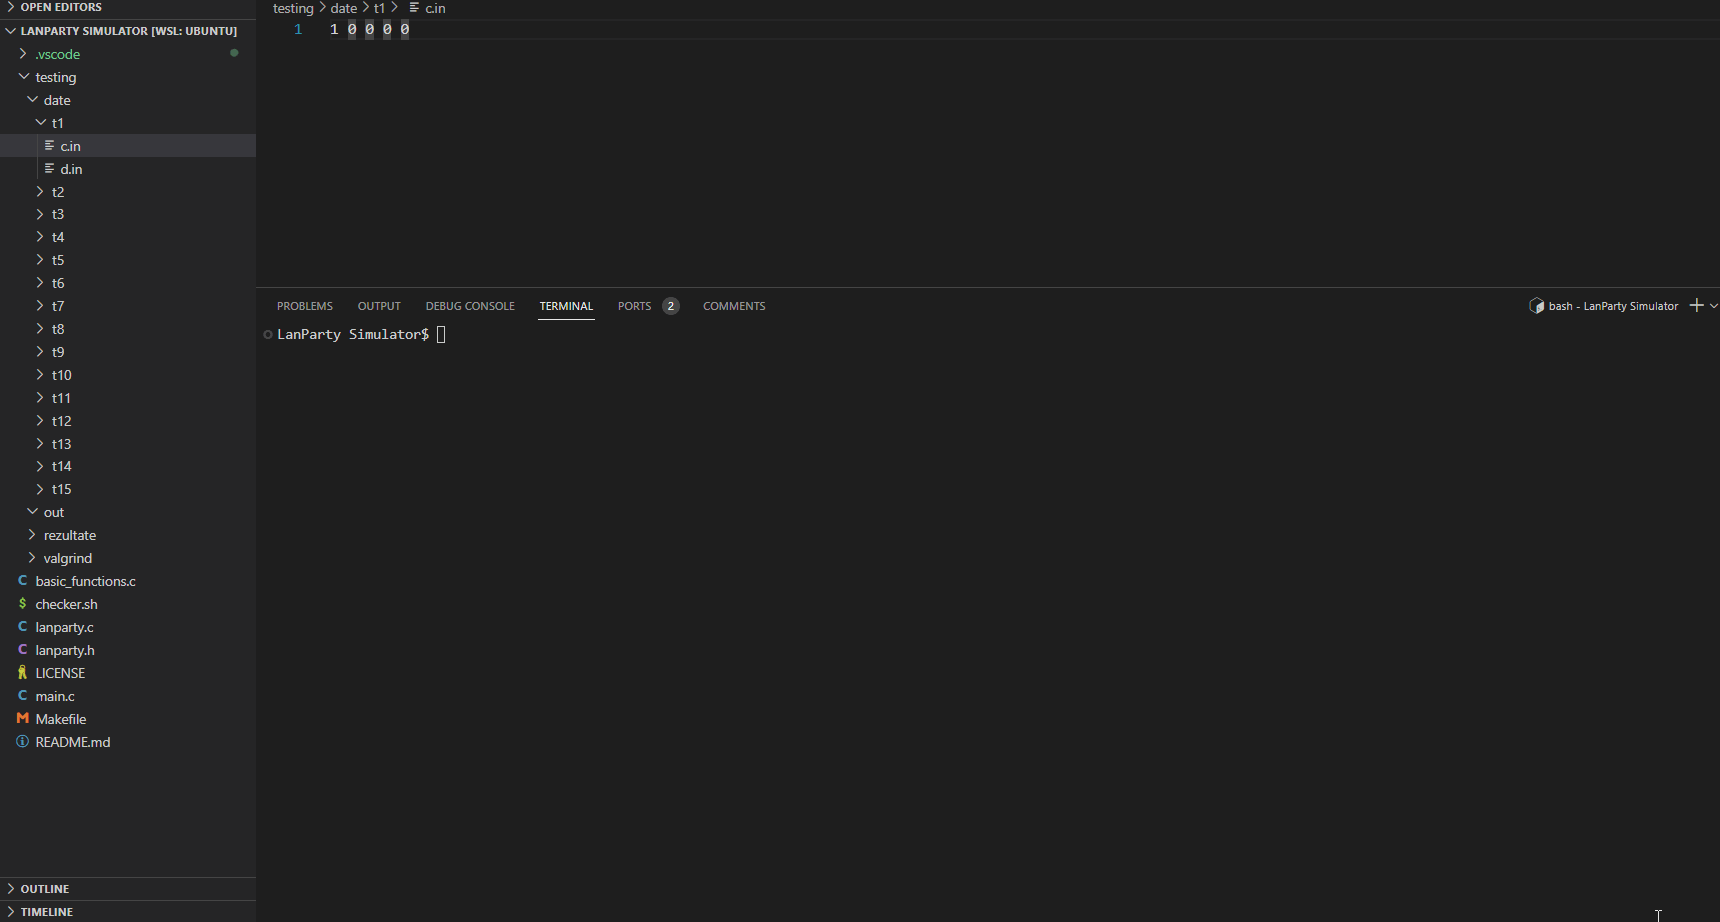 OPEN EDITORS
LANPARTY SIMULATOR [WSL: UBUNTU]
.vscode
testing
date
t1
c.in
d.in
t2
t3
t4
t5
t6
t7
t8
t9
t10
t11
t12
t13
t14
t15
out
rezultate
valgrind
C basic_functions.c
$ checker.sh
C lanparty.c
C lanparty.h
LICENSE
C main.c
M Makefile
README.md
OUTLINE
TIMELINE
testing > date > t1 > c.in
1 1 0 0 0 0
PROBLEMS OUTPUT DEBUG CONSOLE TERMINAL PORTS 2 COMMENTS
bash - LanParty Simulator
LanParty Simulator$